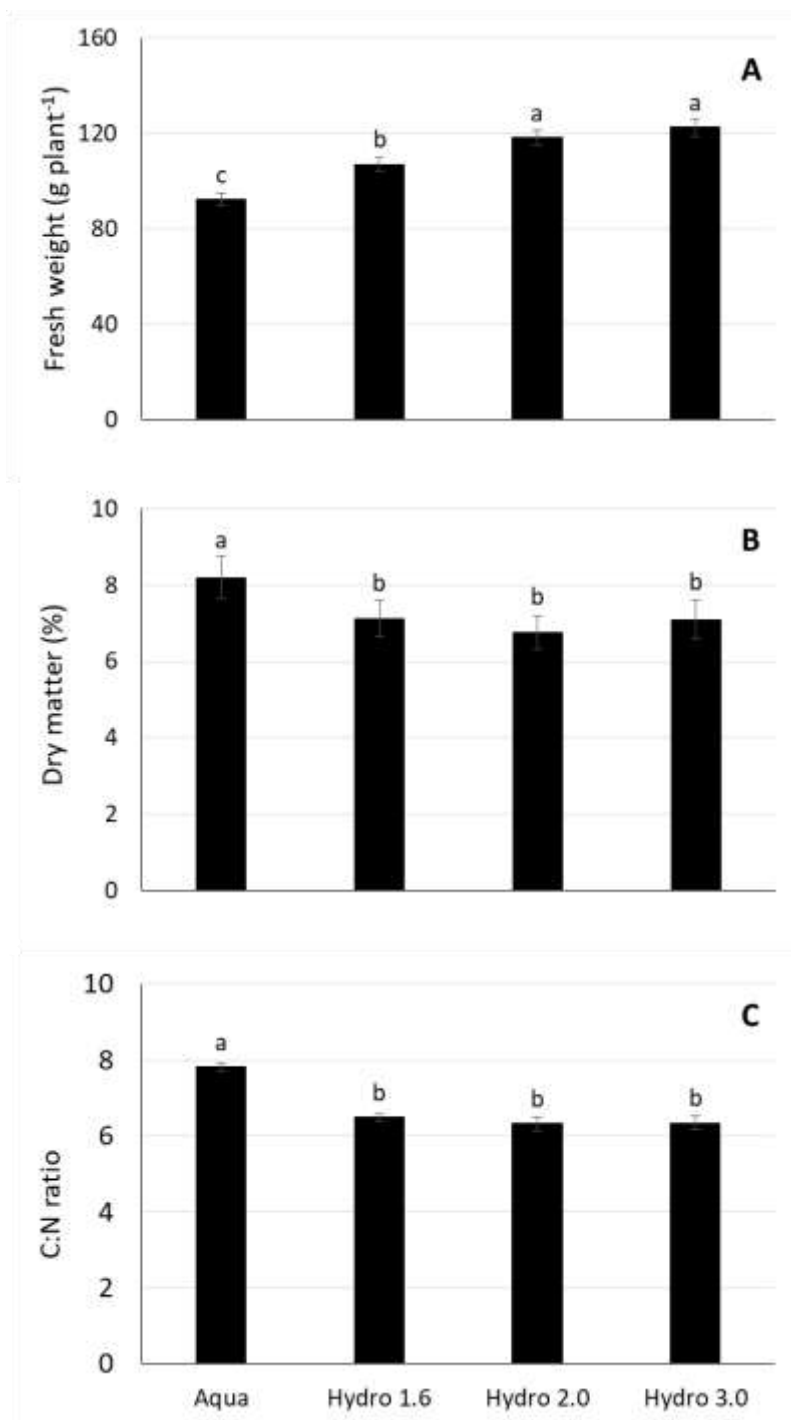 A
Fresh weight (g plant⁻¹)
160
120
80
40
0
c
b
a
a
B
Dry matter (%)
10
8
6
4
2
0
a
b
b
b
C
C:N ratio
10
8
6
4
2
0
a
b
b
b
Aqua Hydro 1.6 Hydro 2.0 Hydro 3.0